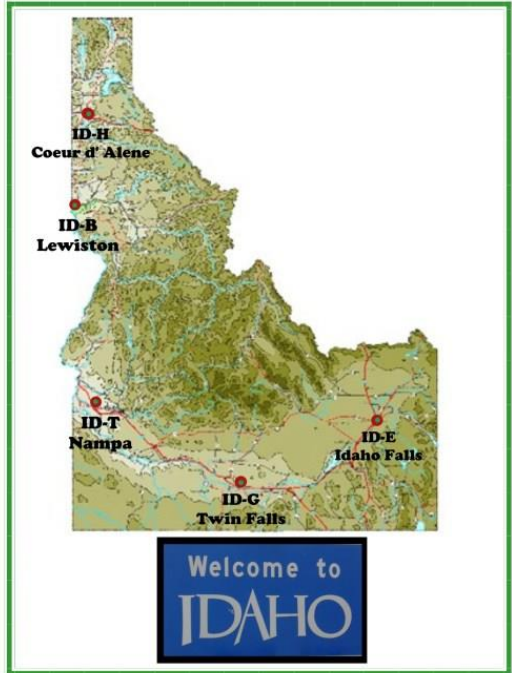 ID-H
Coeur d' Alene
ID-B
Lewiston
ID-T
Nampa
ID-E
Idaho Falls
ID-G
Twin Falls
Welcome to
IDAHO